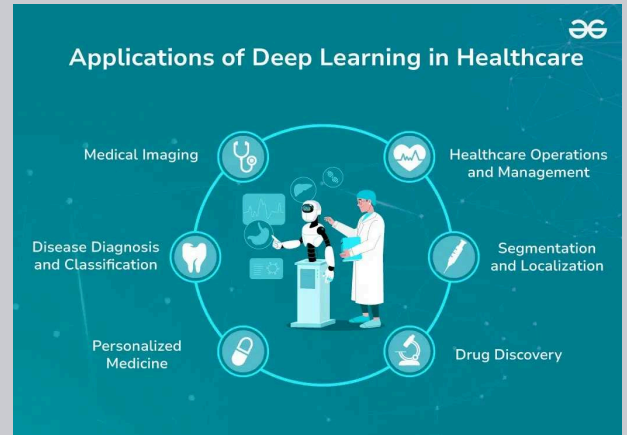 Applications of Deep Learning in Healthcare
Medical Imaging
Healthcare Operations
and Management
Disease Diagnosis
and Classification
Segmentation
and Localization
Personalized
Medicine
Drug Discovery